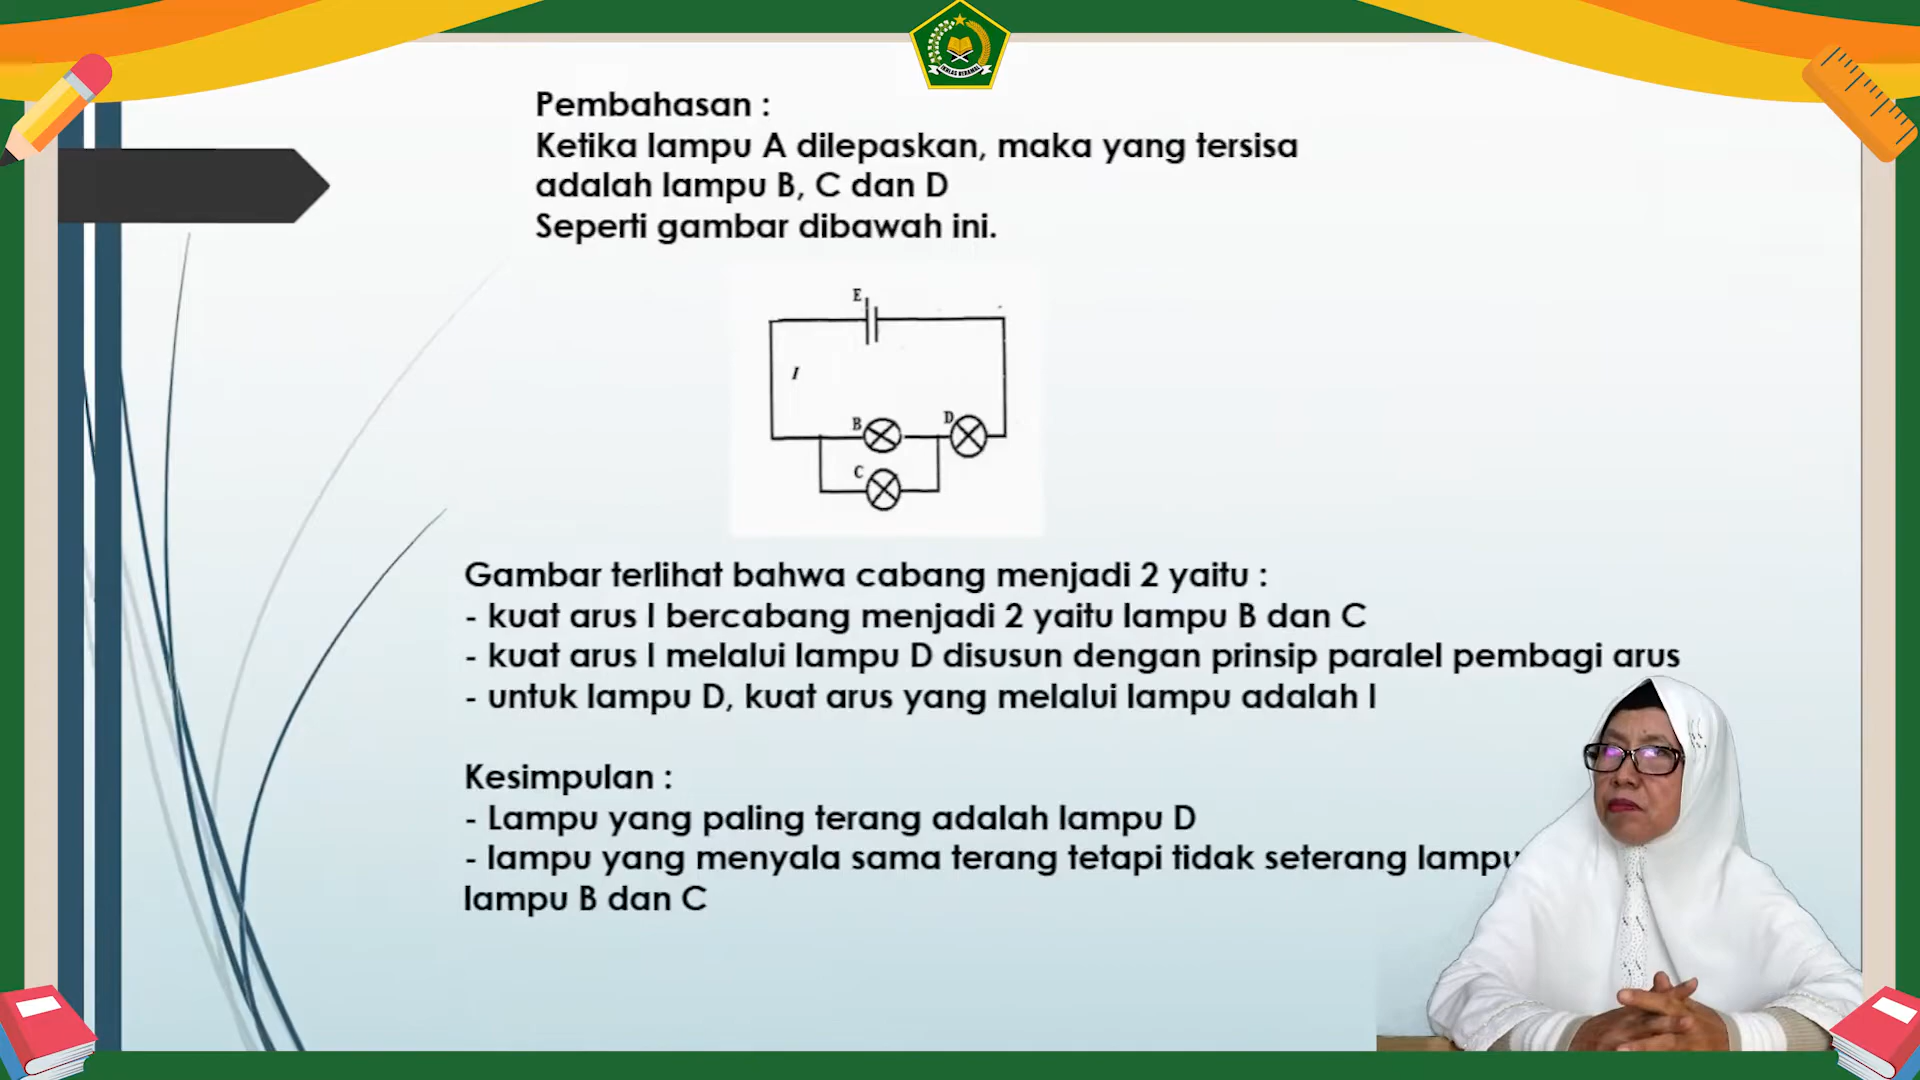 IKHLAS BERAMAL
Pembahasan :
Ketika lampu A dilepaskan, maka yang tersisa
adalah lampu B, C dan D
Seperti gambar dibawah ini.
E
I
B
D
C
Gambar terlihat bahwa cabang menjadi 2 yaitu :
- kuat arus I bercabang menjadi 2 yaitu lampu B dan C
- kuat arus I melalui lampu D disusun dengan prinsip paralel pembagi arus
- untuk lampu D, kuat arus yang melalui lampu adalah I
Kesimpulan :
- Lampu yang paling terang adalah lampu D
- lampu yang menyala sama terang tetapi tidak seterang lampu
lampu B dan C